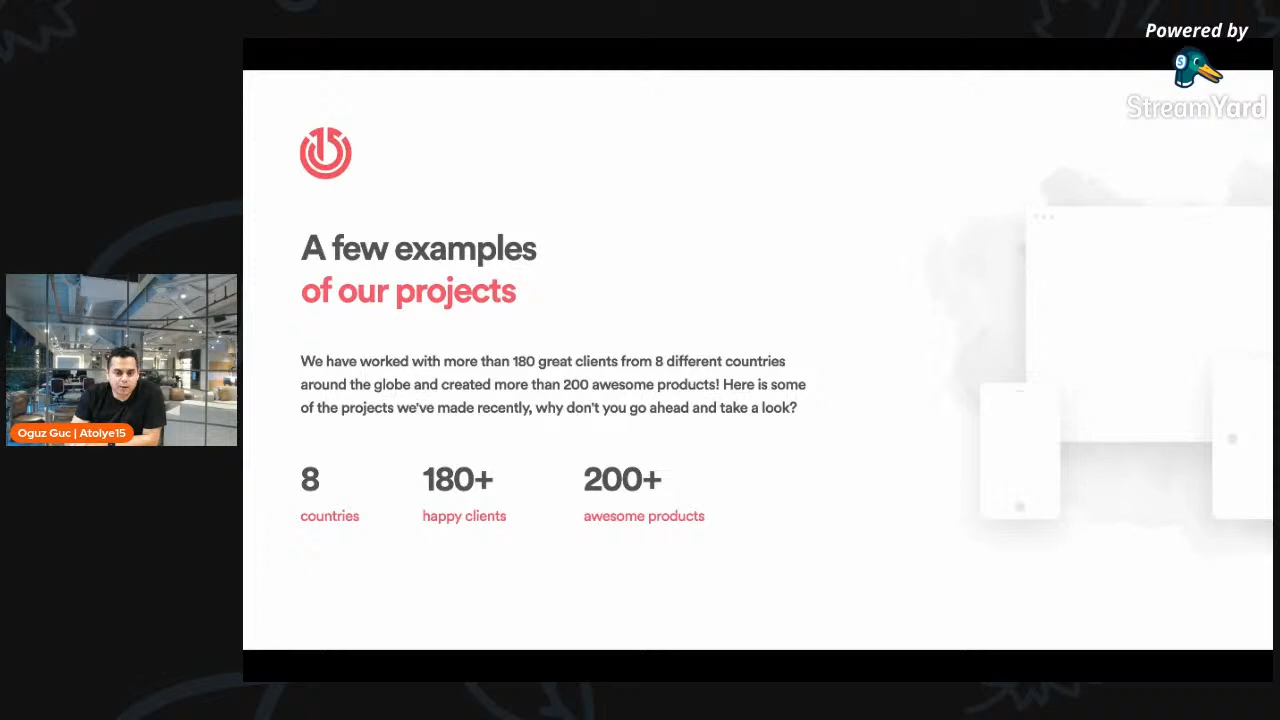 Powered by
StreamYard
15
A few examples
of our projects
We have worked with more than 180 great clients from 8 different countries
around the globe and created more than 200 awesome products! Here is some
of the projects we've made recently, why don't you go ahead and take a look?
8
countries
180+
happy clients
200+
awesome products
Oguz Guc | Atolye15